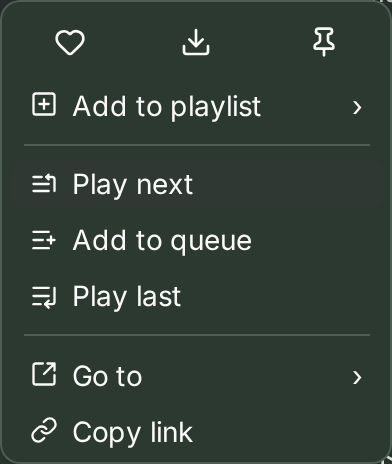 Add to playlist
Play next
Add to queue
Play last
Go to
Copy link